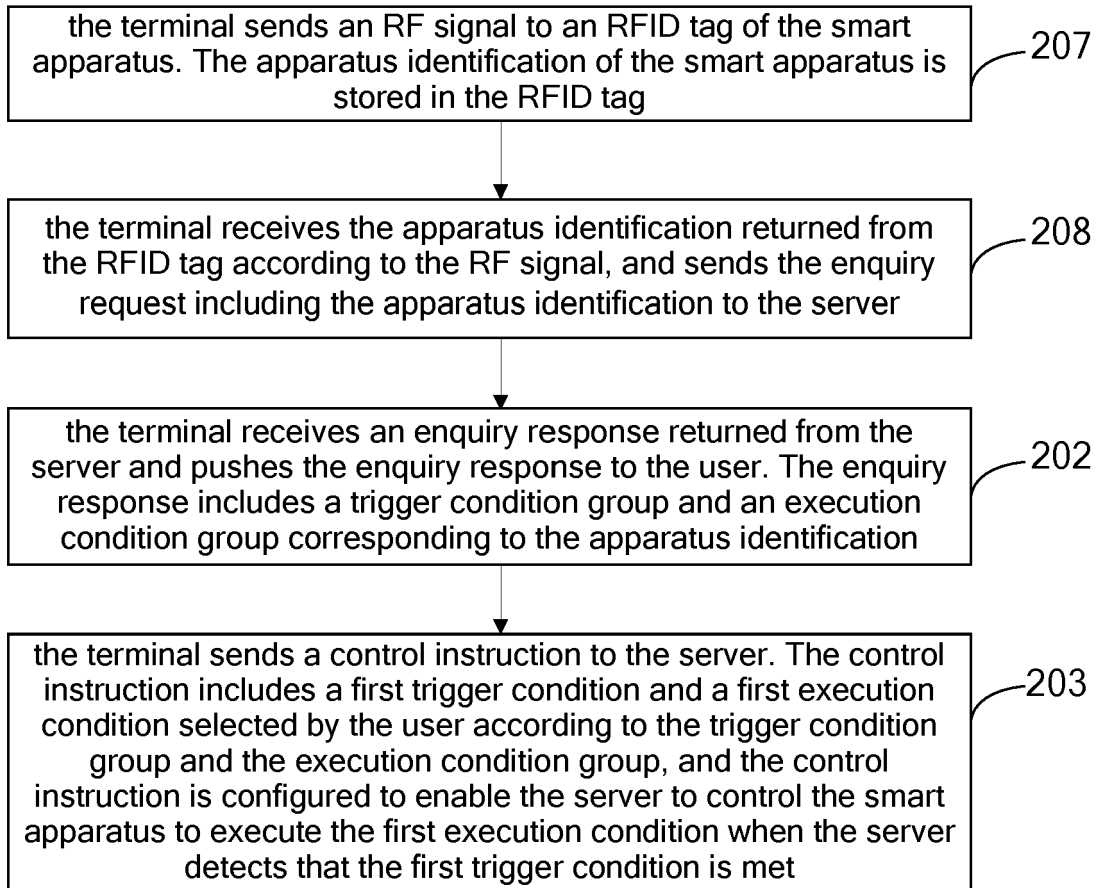 the terminal sends an RF signal to an RFID tag of the smart
apparatus. The apparatus identification of the smart apparatus is
stored in the RFID tag
207
the terminal receives the apparatus identification returned from
the RFID tag according to the RF signal, and sends the enquiry
request including the apparatus identification to the server
208
the terminal receives an enquiry response returned from the
server and pushes the enquiry response to the user. The enquiry
response includes a trigger condition group and an execution
condition group corresponding to the apparatus identification
202
the terminal sends a control instruction to the server. The control
instruction includes a first trigger condition and a first execution
condition selected by the user according to the trigger condition
group and the execution condition group, and the control
instruction is configured to enable the server to control the smart
apparatus to execute the first execution condition when the server
detects that the first trigger condition is met
203